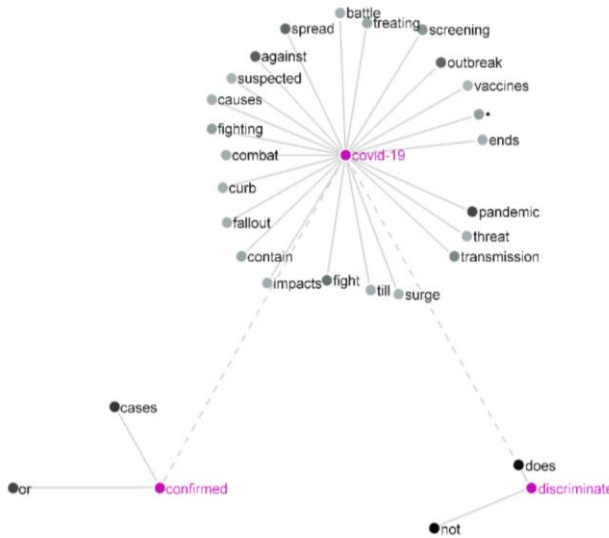 battle
treating
spread
screening
against
outbreak
suspected
vaccines
causes
•
fighting
ends
combat
covid-19
curb
pandemic
fallout
threat
contain
transmission
impacts
fight
till
surge
cases
does
or
confirmed
discriminate
not